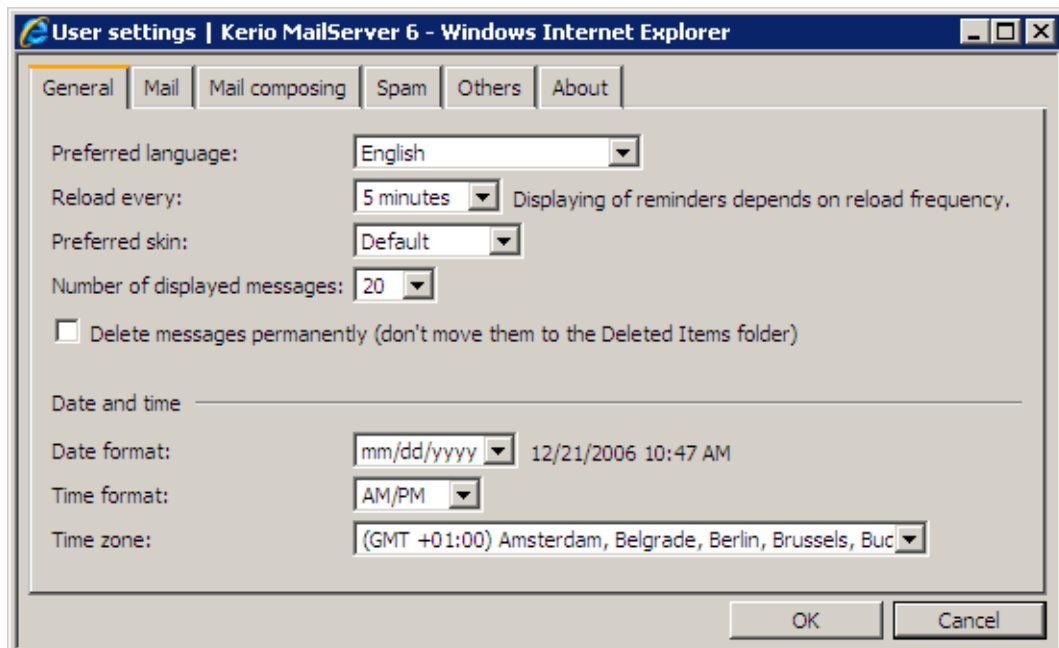 User settings | Kerio MailServer 6 - Windows Internet Explorer
General Mail Mail composing Spam Others About
Preferred language: English
Reload every: 5 minutes Displaying of reminders depends on reload frequency.
Preferred skin: Default
Number of displayed messages: 20
Delete messages permanently (don't move them to the Deleted Items folder)
Date and time
Date format: mm/dd/yyyy 12/21/2006 10:47 AM
Time format: AM/PM
Time zone: (GMT +01:00) Amsterdam, Belgrade, Berlin, Brussels, Buc
OK Cancel